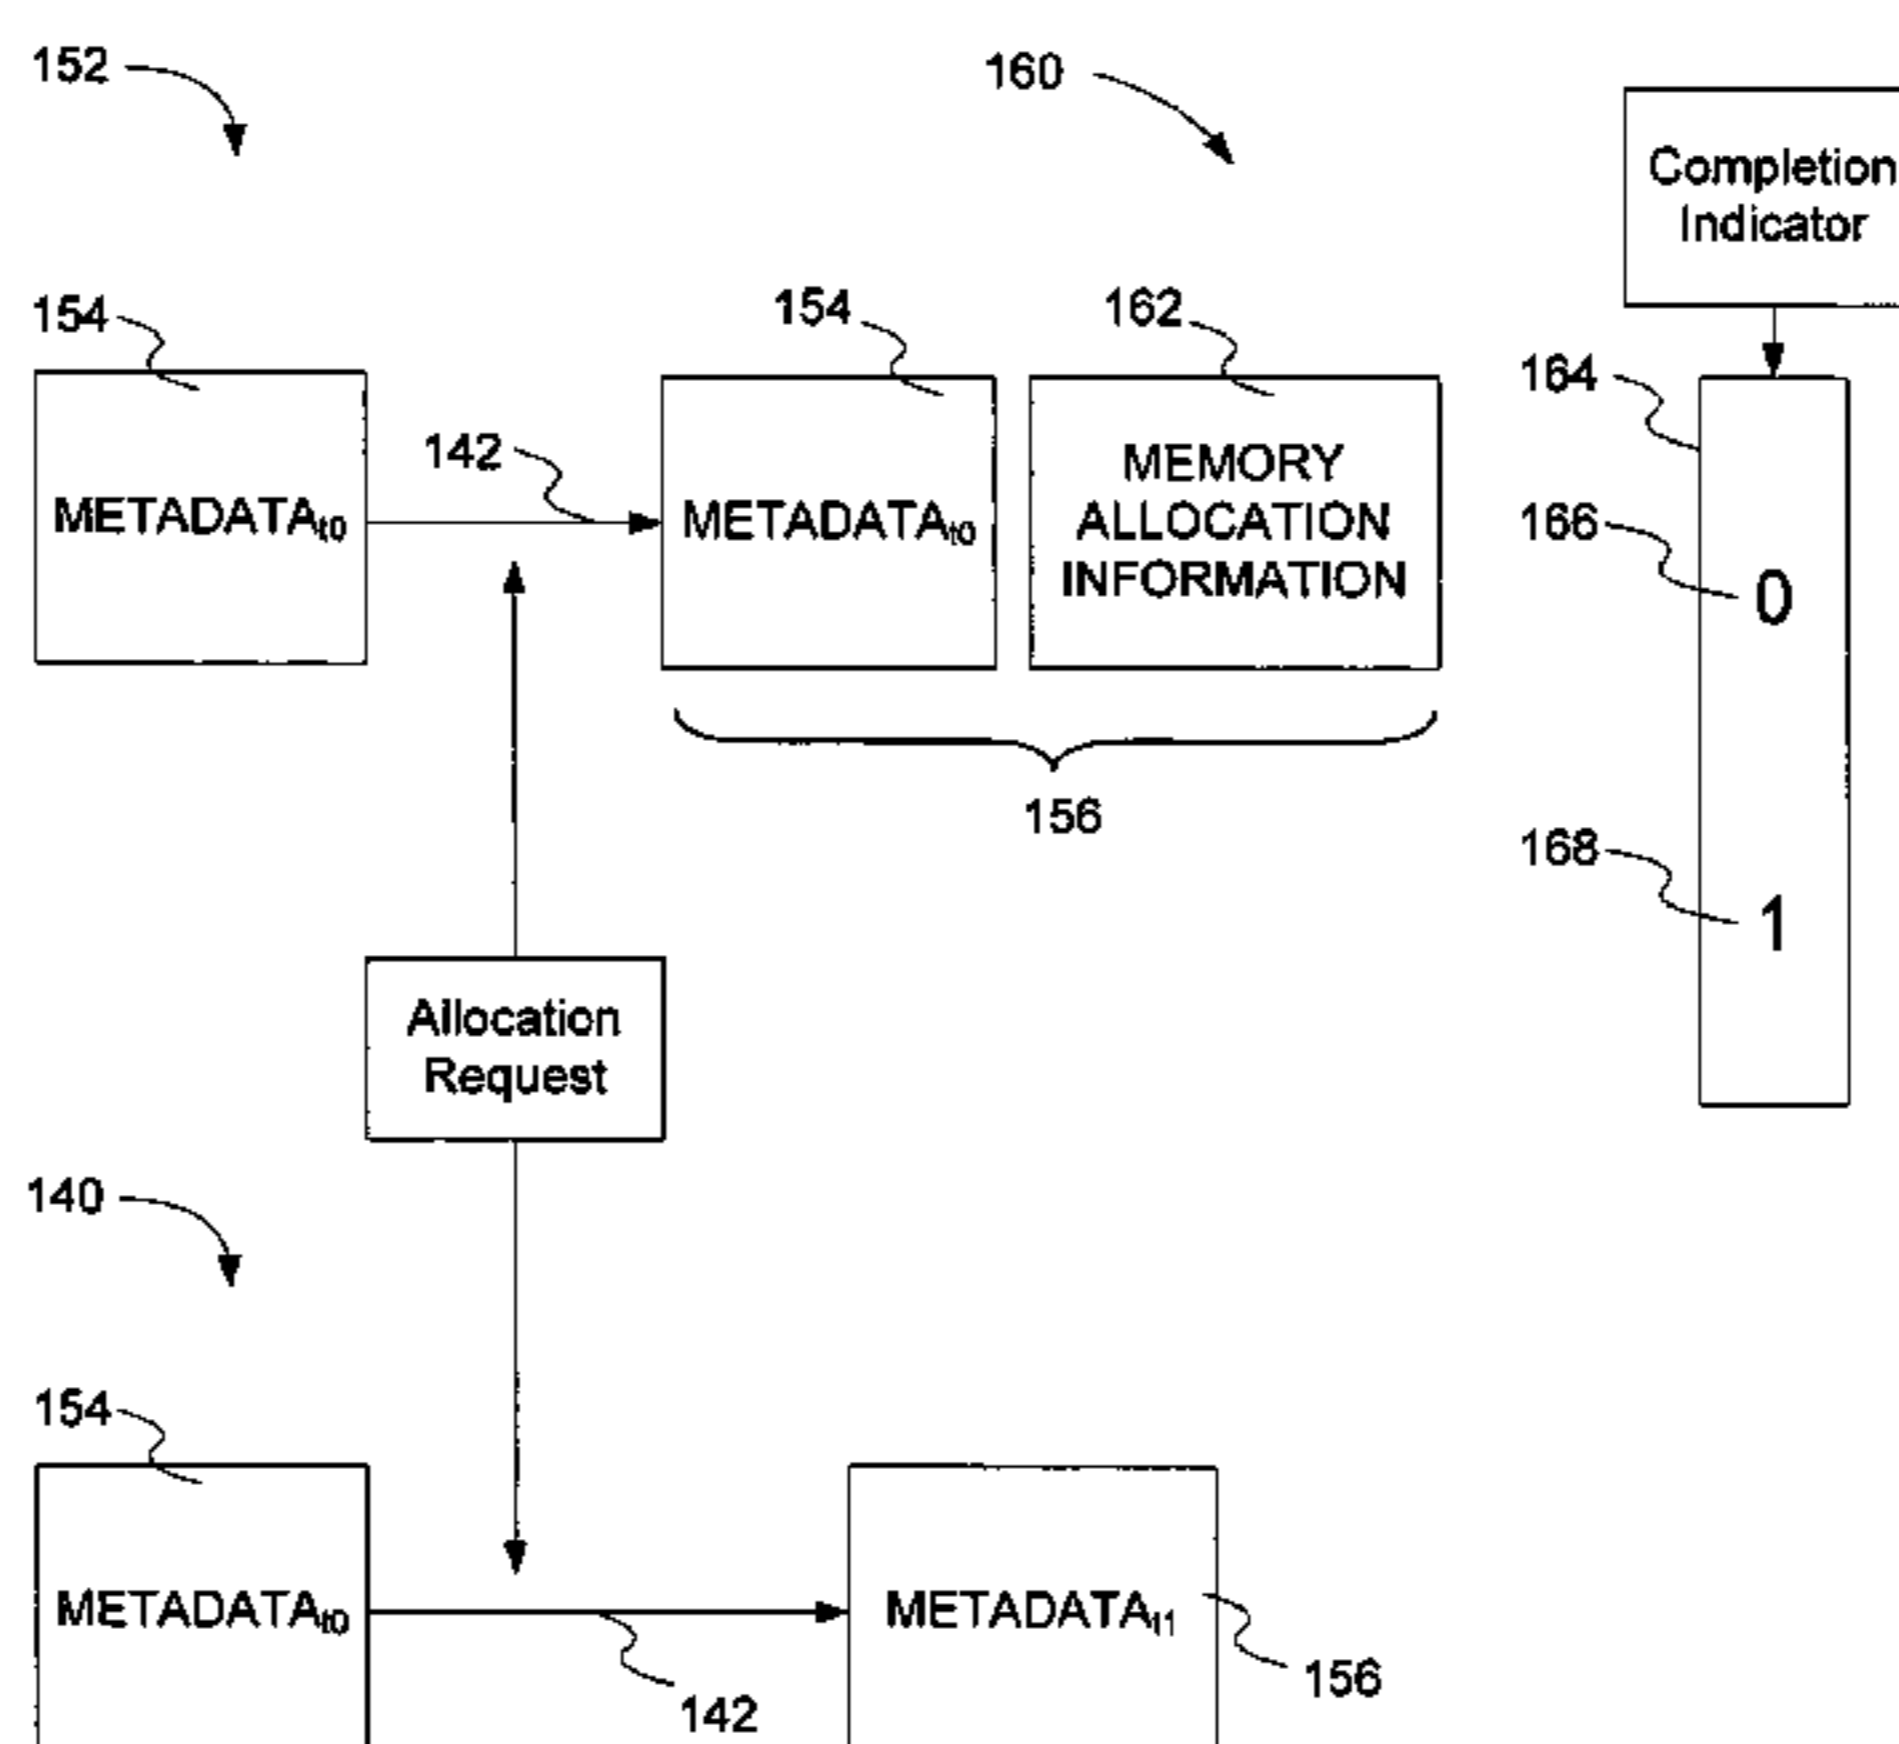 152
160
Completion
Indicator
154
154
162
164
142
METADATAt0
METADATAt0
MEMORY
ALLOCATION
INFORMATION
166
0
156
168
1
Allocation
Request
140
154
METADATAt0
METADATAt1
142
156